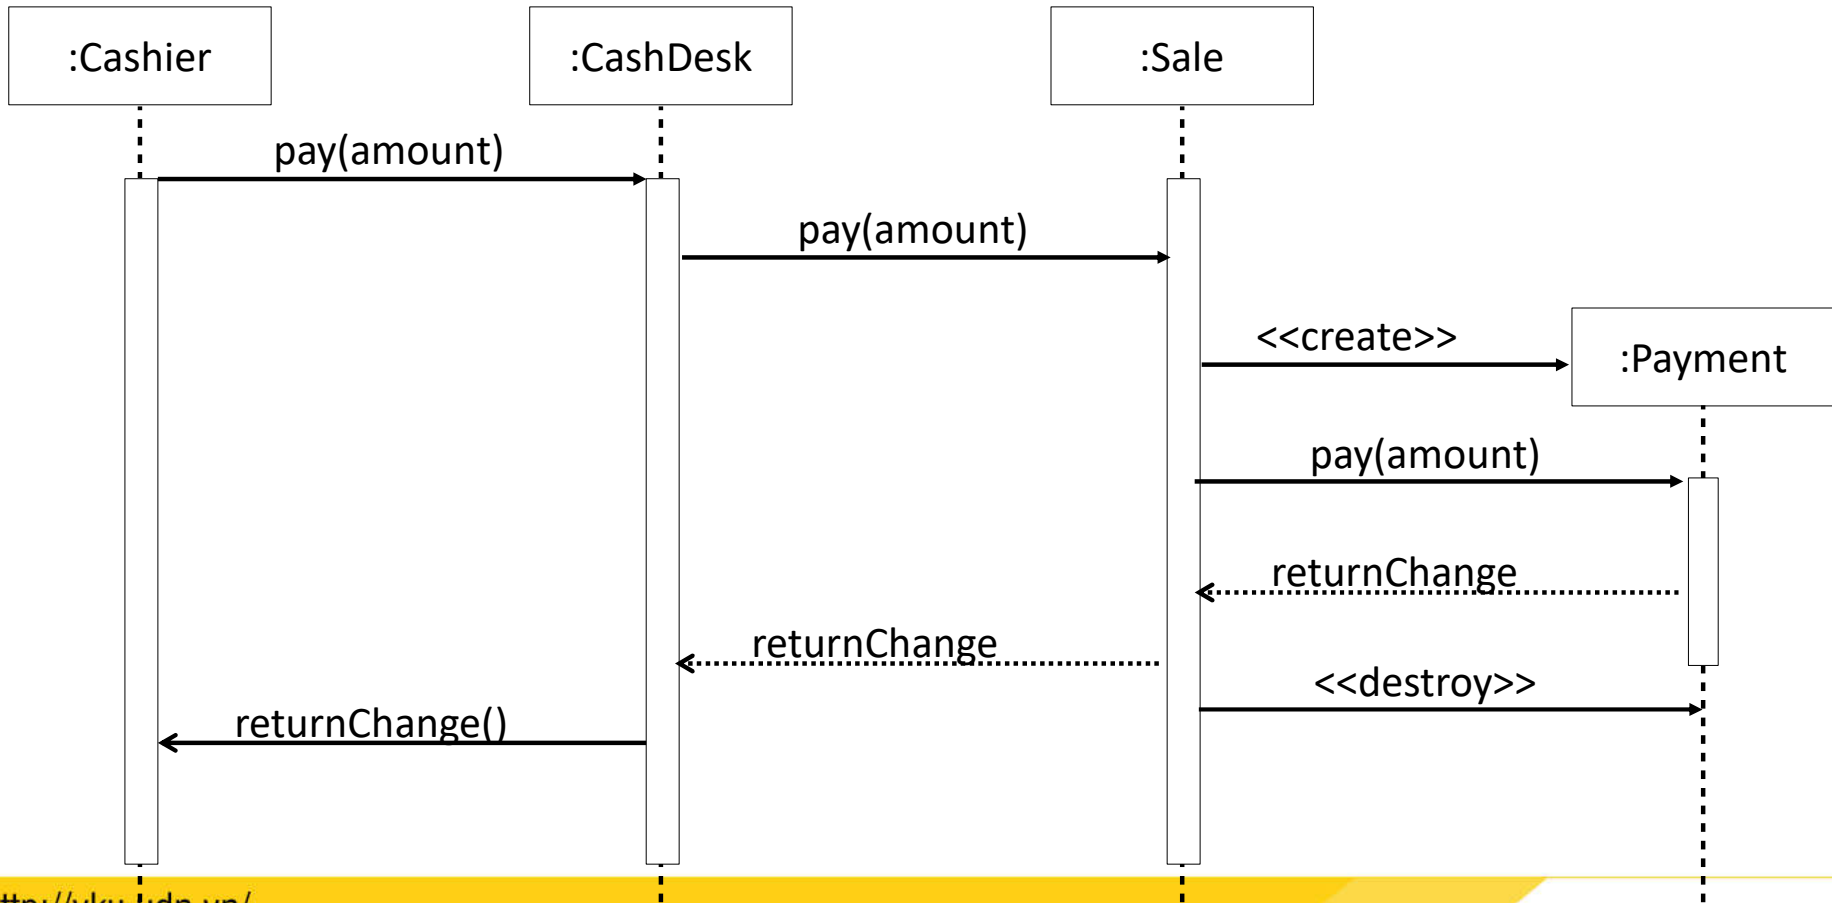 :Cashier
:CashDesk
:Sale
pay(amount)
pay(amount)
<<create>>
:Payment
pay(amount)
returnChange
returnChange
<<destroy>>
returnChange()